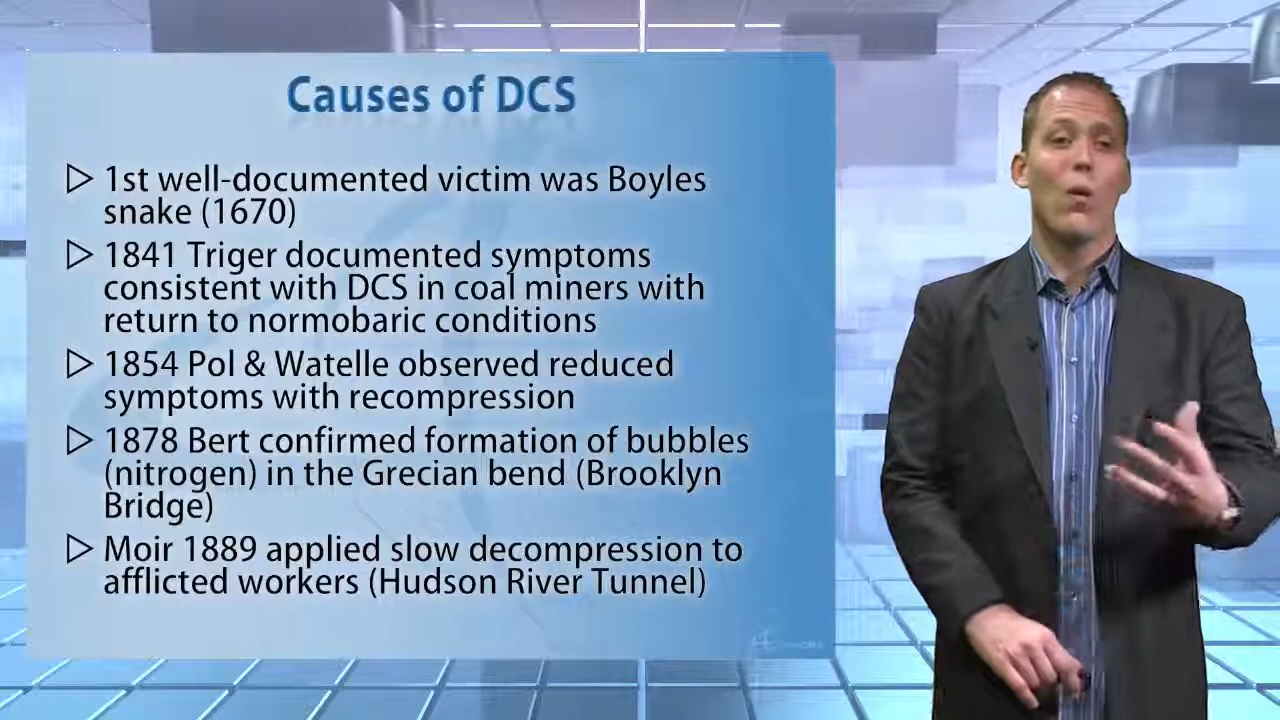 Causes of DCS
▷ 1st well-documented victim was Boyles
snake (1670)
▷ 1841 Triger documented symptoms
consistent with DCS in coal miners with
return to normobaric conditions
▷ 1854 Pol & Watelle observed reduced
symptoms with recompression
▷ 1878 Bert confirmed formation of bubbles
(nitrogen) in the Grecian bend (Brooklyn
Bridge)
▷ Moir 1889 applied slow decompression to
afflicted workers (Hudson River Tunnel)